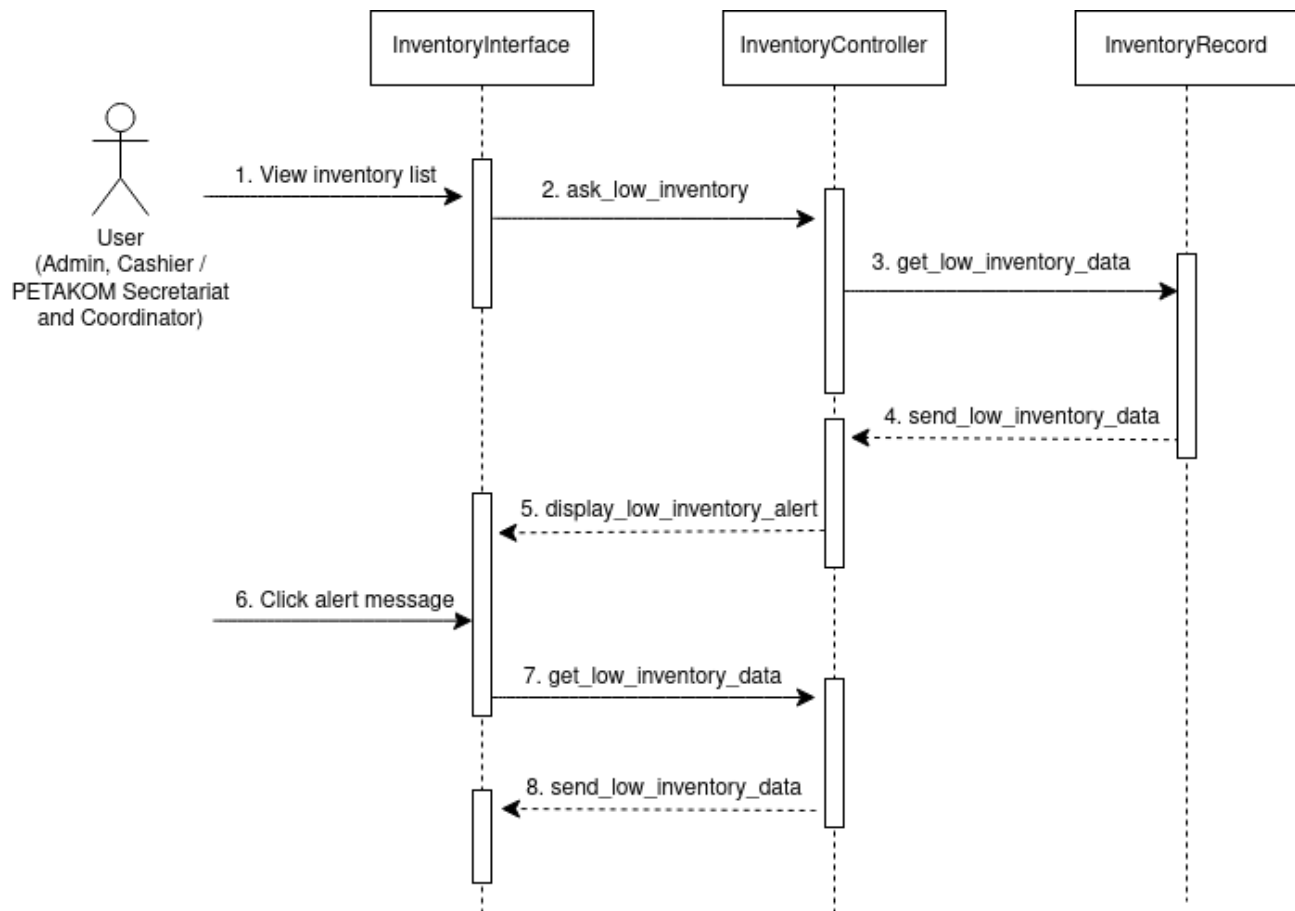 InventoryInterface
InventoryController
InventoryRecord
1. View inventory list
2. ask_low_inventory
User
(Admin, Cashier /
PETAKOM Secretariat
and Coordinator)
3. get_low_inventory_data
4. send_low_inventory_data
5. display_low_inventory_alert
6. Click alert message
7. get_low_inventory_data
8. send_low_inventory_data